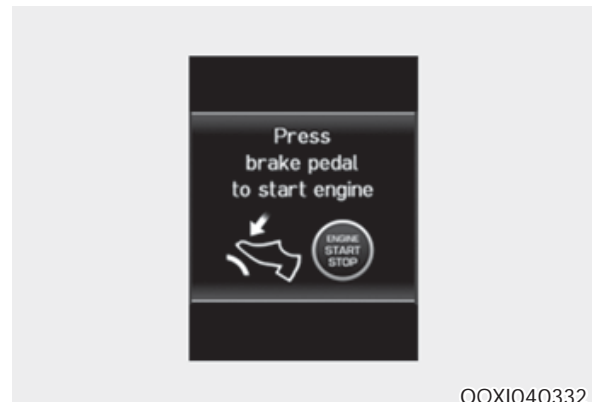 Press
brake pedal
to start engine
ENGINE
START
STOP
OOXI040332